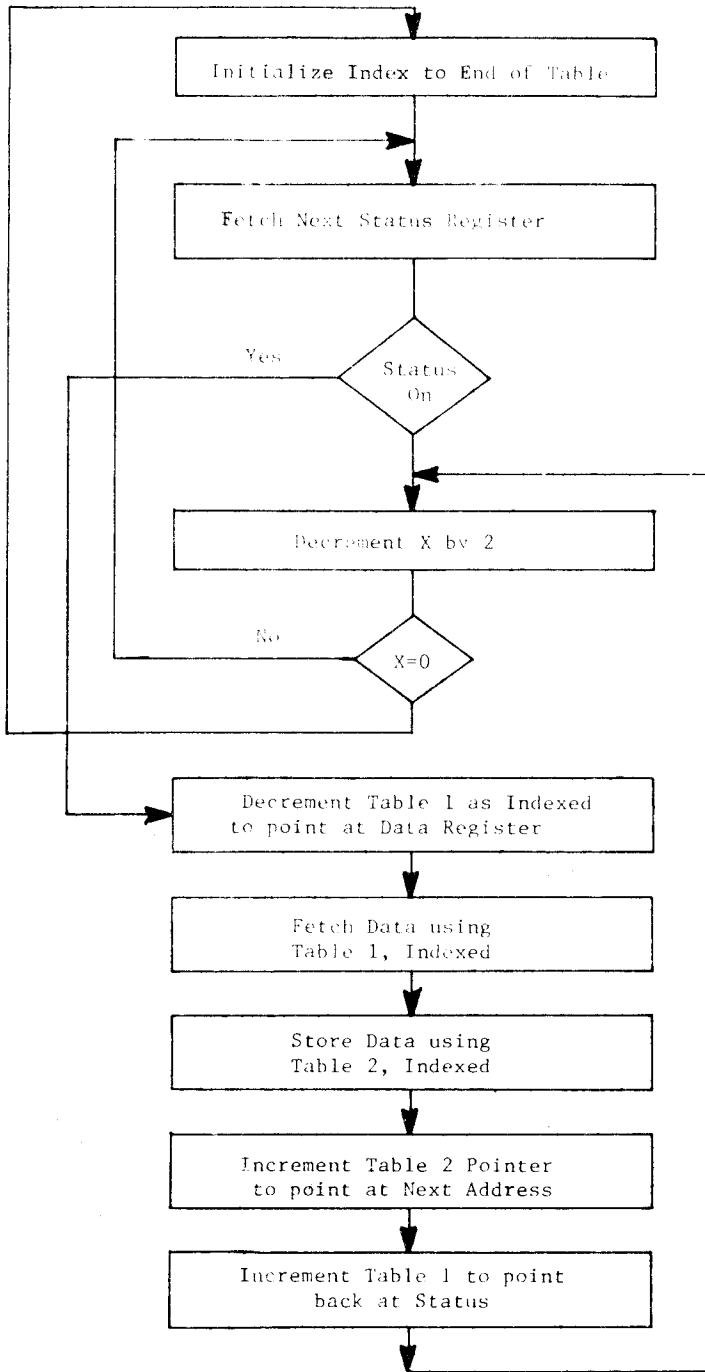 Initialize Index to End of Table
Fetch Next Status Register
Yes
Status
On
Decrement X by 2
No
X=0
Decrement Table 1 as Indexed
to point at Data Register
Fetch Data using
Table 1, Indexed
Store Data using
Table 2, Indexed
Increment Table 2 Pointer
to point at Next Address
Increment Table 1 to point
back at Status